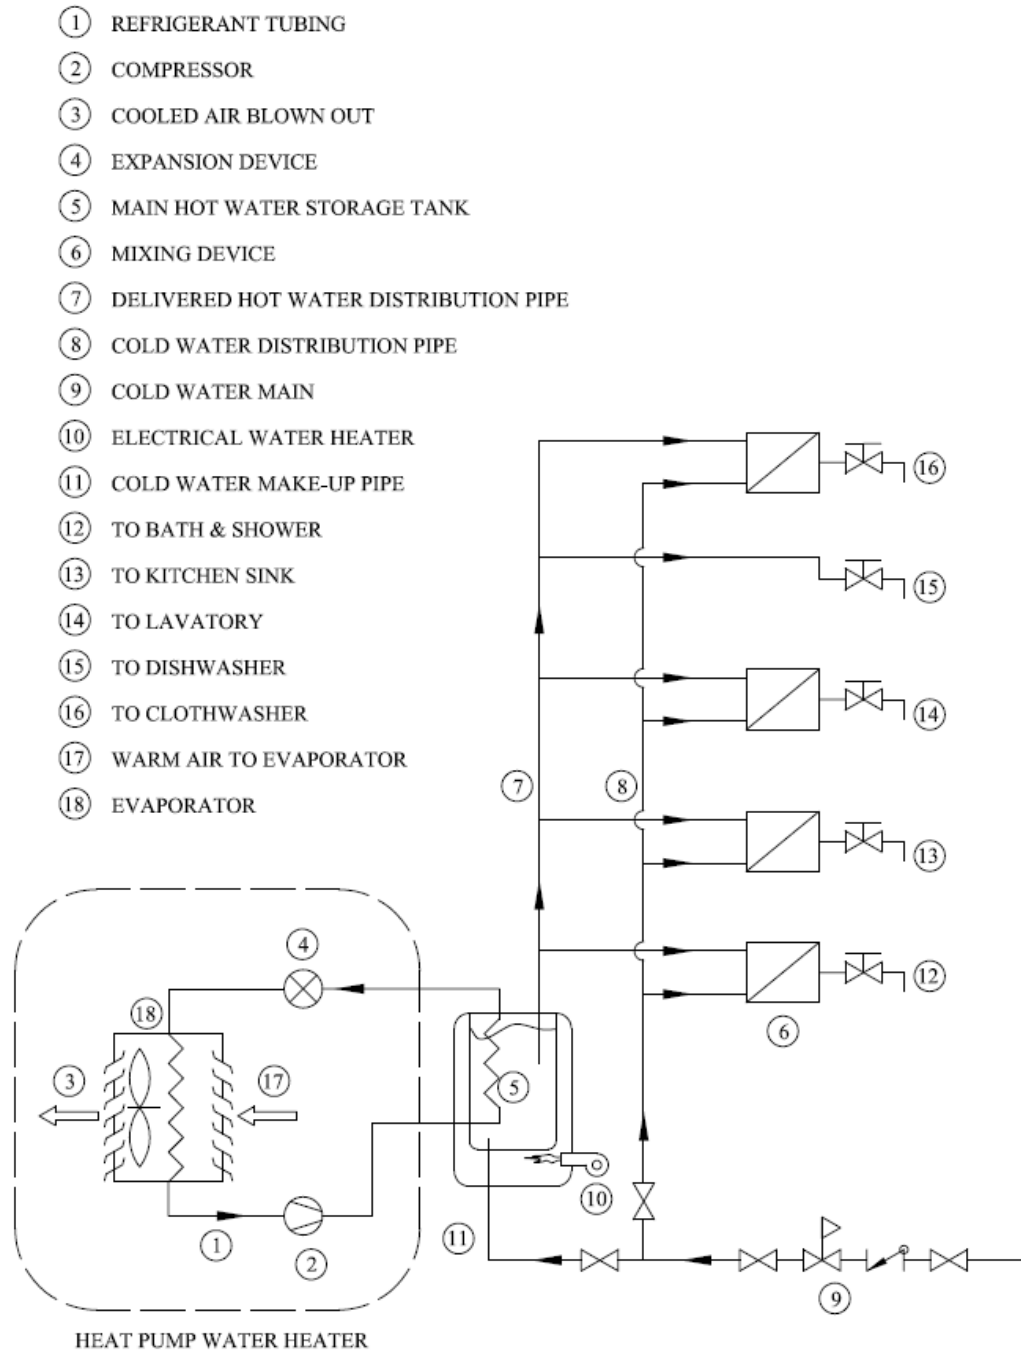 1 REFRIGERANT TUBING
2 COMPRESSOR
3 COOLED AIR BLOWN OUT
4 EXPANSION DEVICE
5 MAIN HOT WATER STORAGE TANK
6 MIXING DEVICE
7 DELIVERED HOT WATER DISTRIBUTION PIPE
8 COLD WATER DISTRIBUTION PIPE
9 COLD WATER MAIN
10 ELECTRICAL WATER HEATER
11 COLD WATER MAKE-UP PIPE
12 TO BATH & SHOWER
13 TO KITCHEN SINK
14 TO LAVATORY
15 TO DISHWASHER
16 TO CLOTHWASHER
17 WARM AIR TO EVAPORATOR
18 EVAPORATOR
16
15
14
7
8
13
4
12
18
6
3
17
5
10
1
11
2
9
HEAT PUMP WATER HEATER